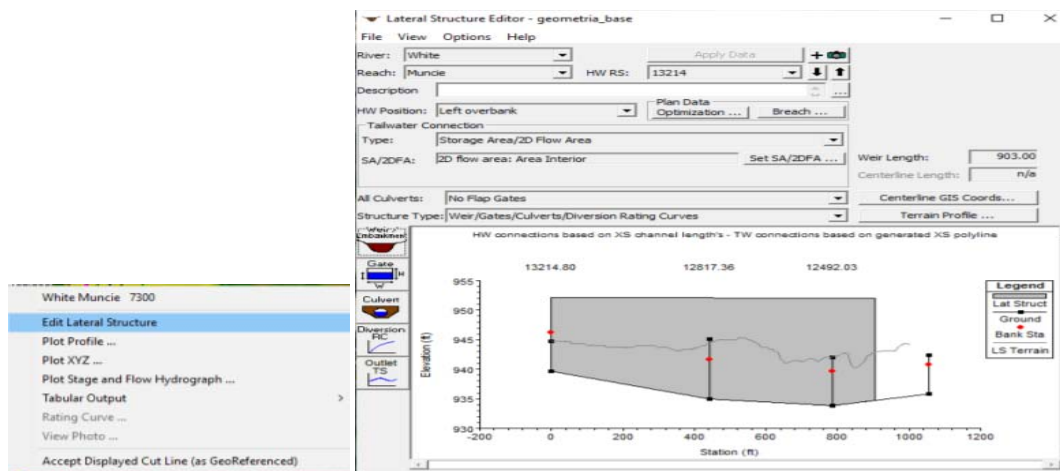 White Muncie 7300
Edit Lateral Structure
Plot Profile ...
Plot XYZ ...
Plot Stage and Flow Hydrograph ...
Tabular Output >
Rating Curve ...
View Photo ...
Accept Displayed Cut Line (as GeoReferenced)
Lateral Structure Editor - geometria_base
File View Options Help
River: White Apply Data
Reach: Muncie HW RS: 13214
Description ...
HW Position: Left overbank Plan Data
Optimization ... Breach ...
Tailwater Connection
Type: Storage Area/2D Flow Area
SA/2DFA: 2D flow area: Area Interior Set SA/2DFA ... Weir Length: 903.00
Centerline Length: n/a
All Culverts: No Flap Gates Centerline GIS Coords...
Structure Type: Weir/Gates/Culverts/Diversion Rating Curves Terrain Profile ...
Weir / Embankment
Gate
Culvert
Diversion RC
Outlet TS
HW connections based on XS channel length's - TW connections based on generated XS polyline
13214.80 12817.36 12492.03
955
950
945
940
935
930
Elevation (ft)
-200 0 200 400 600 800 1000 1200
Station (ft)
Legend
Lat Struct
Ground
Bank Sta
LS Terrain